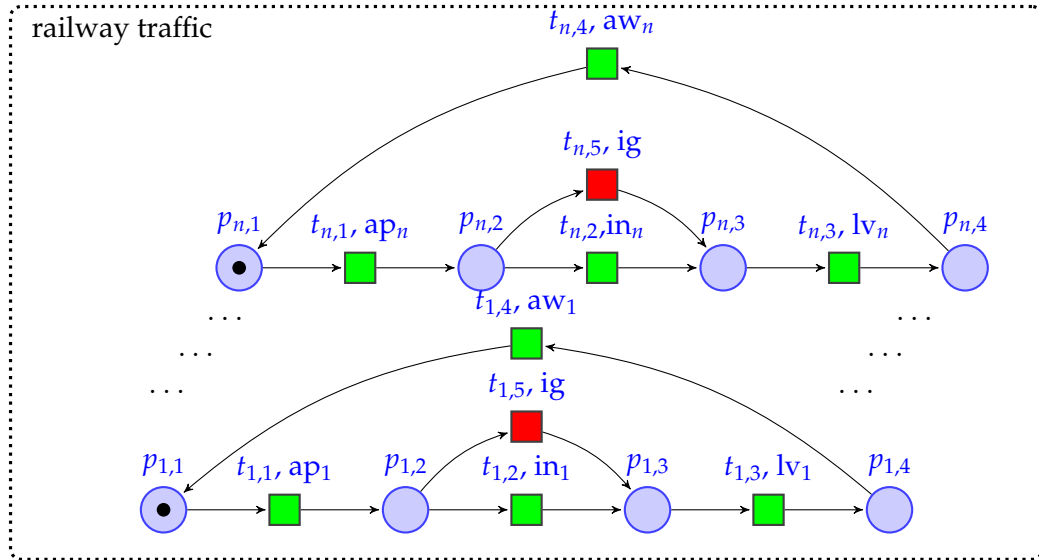 railway traffic
t_{n,4}, aw_n
t_{n,5}, ig
p_{n,1}
t_{n,1}, ap_n
p_{n,2}
t_{n,2},in_n
p_{n,3}
t_{n,3}, lv_n
p_{n,4}
t_{1,4}, aw_1
... ...
... ...
... ...
t_{1,5}, ig
p_{1,1}
t_{1,1}, ap_1
p_{1,2}
t_{1,2}, in_1
p_{1,3}
t_{1,3}, lv_1
p_{1,4}